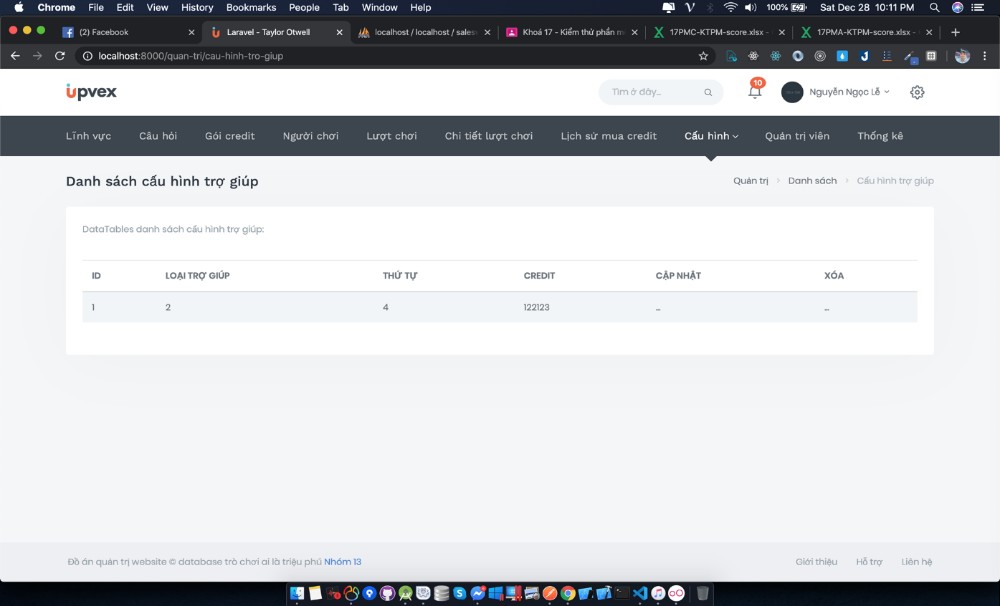 Chrome File Edit View History Bookmarks People Tab Window Help 100% Sat Dec 28 10:11 PM
(2) Facebook Laravel - Taylor Otwell localhost / localhost / salesw Khoá 17 - Kiểm thử phần mề 17PMC-KTPM-score.xlsx - 17PMA-KTPM-score.xlsx -
localhost:8000/quan-tri/cau-hinh-tro-giup
upvex Tìm ở đây... 10 Nguyễn Ngọc Lễ
Lĩnh vực Câu hỏi Gói credit Người chơi Lượt chơi Chi tiết lượt chơi Lịch sử mua credit Cấu hình Quản trị viên Thống kê
Danh sách cấu hình trợ giúp Quản trị Danh sách Cấu hình trợ giúp
DataTables danh sách cấu hình trợ giúp:
ID LOẠI TRỢ GIÚP THỨ TỰ CREDIT CẬP NHẬT XÓA
1 2 4 122123 ... ...
Đồ án quản trị website © database trò chơi ai là triệu phú Nhóm 13 Giới thiệu Hỗ trợ Liên hệ